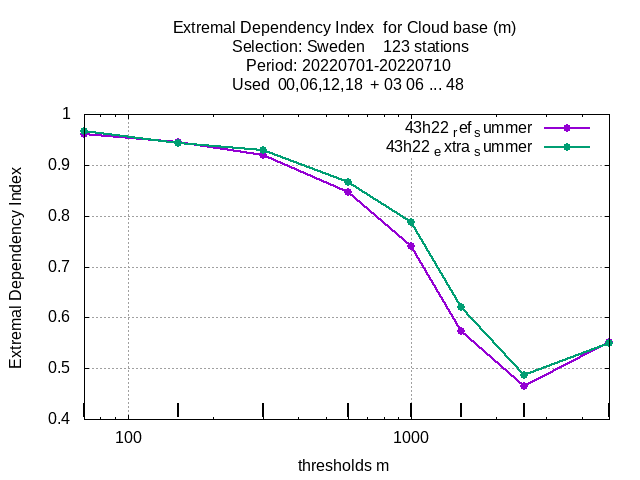 Extremal Dependency Index  for Cloud base (m)
Selection: Sweden    123 stations
Period: 20220701-20220710
Used  00,06,12,18  + 03 06 ... 48
43h22 ref summer
43h22 extra summer
1
0.9
0.8
0.7
0.6
0.5
0.4
Extremal Dependency Index
100
1000
thresholds m